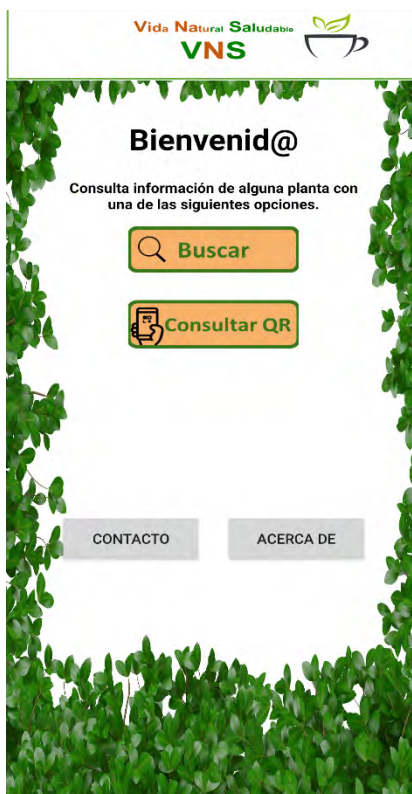 Vida Natural Saludable
VNS
Bienvenid@
Consulta información de alguna planta con
una de las siguientes opciones.
Buscar
Consultar QR
CONTACTO
ACERCA DE